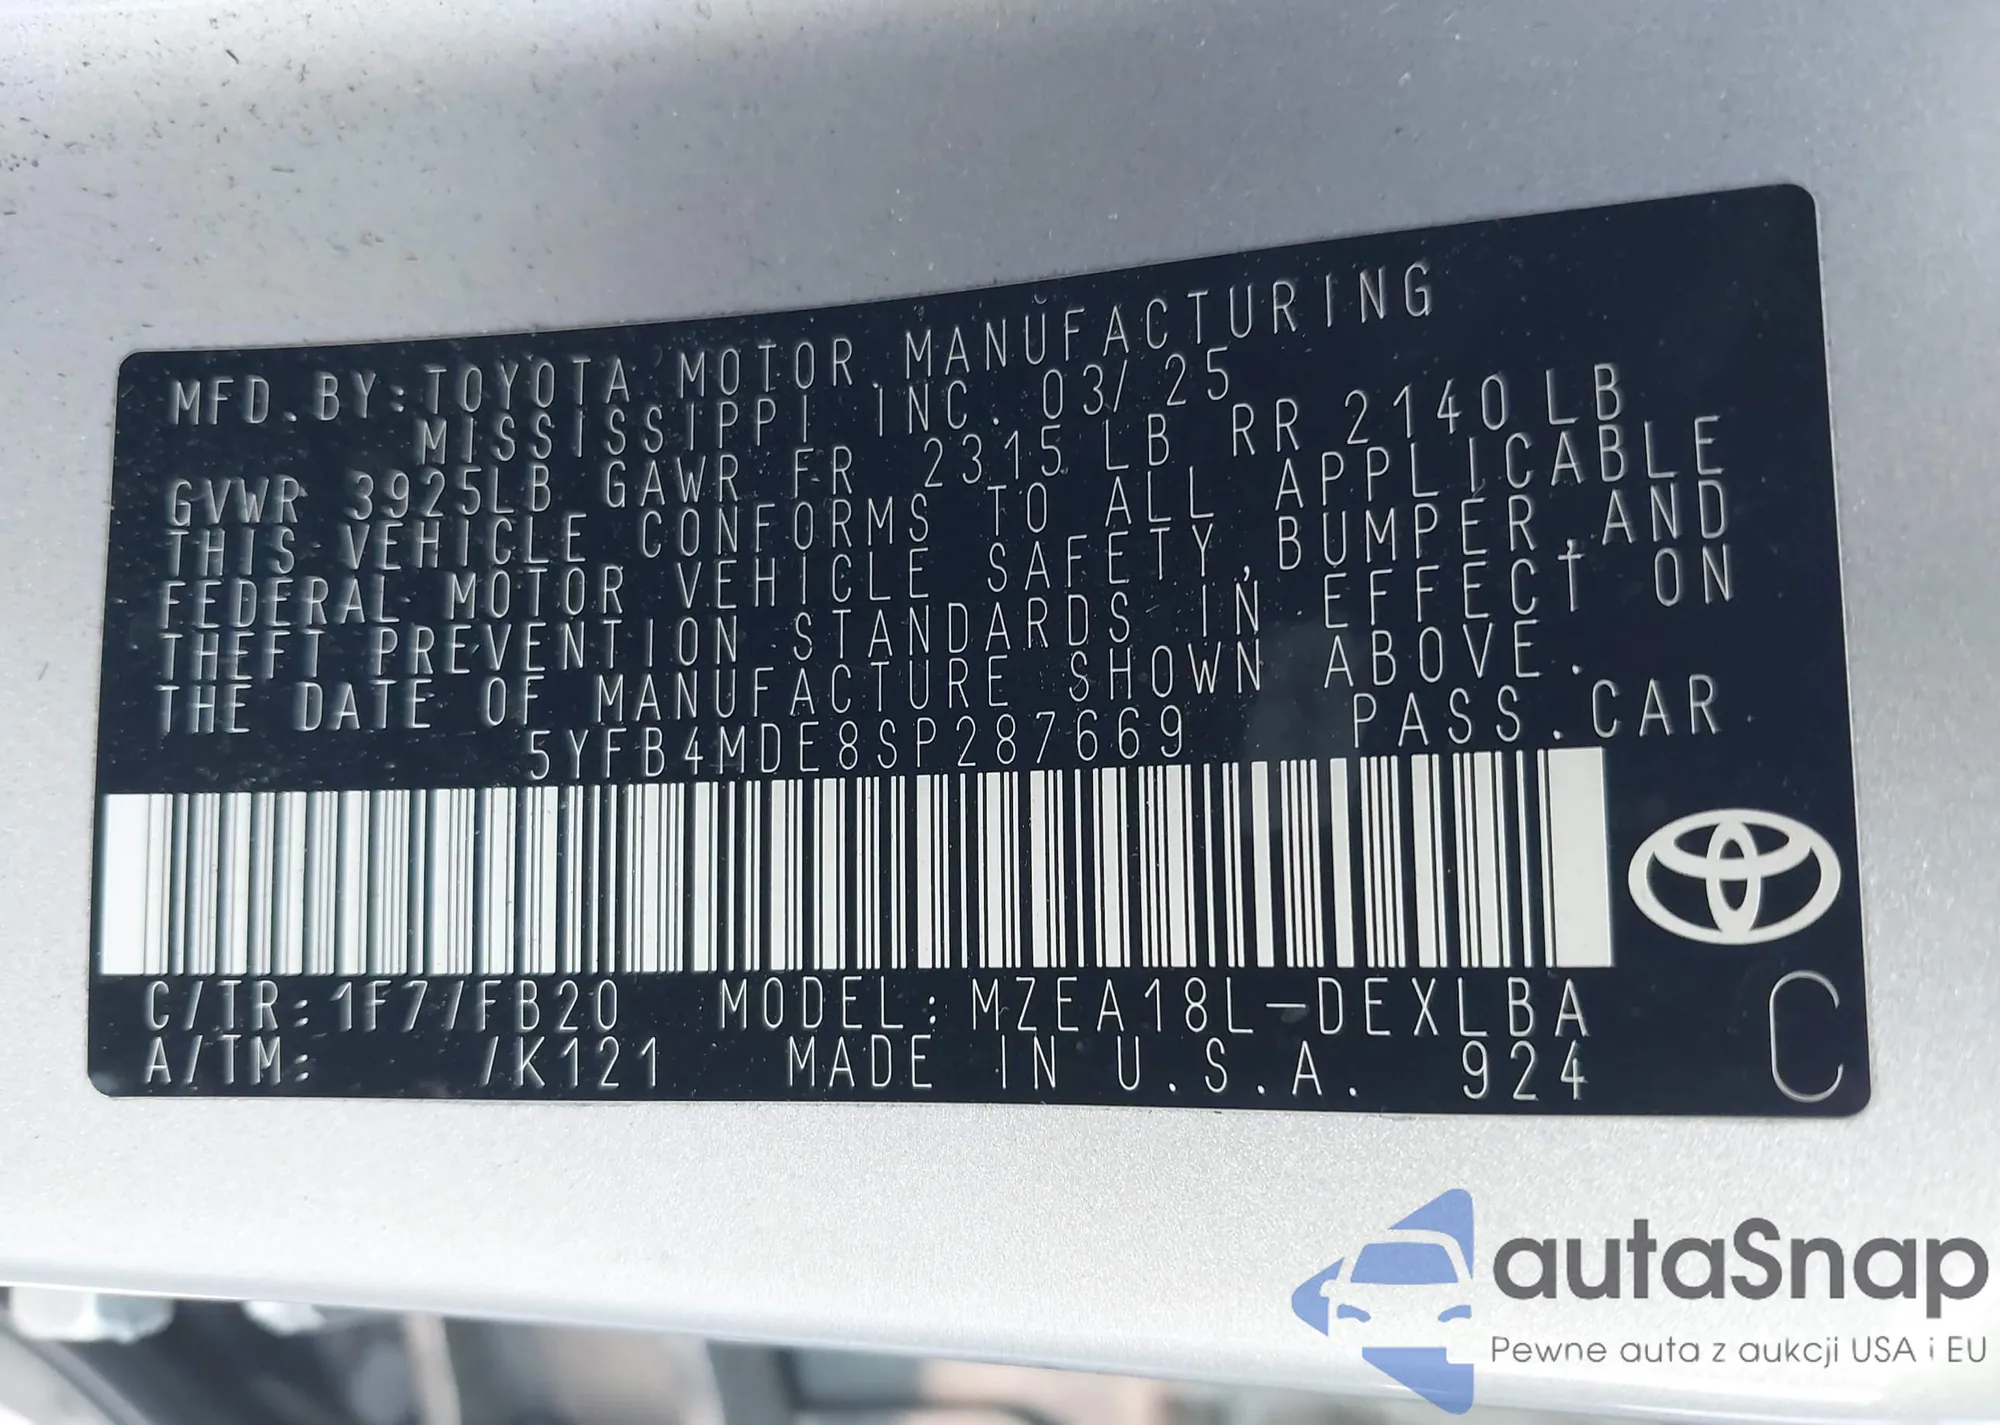 MFD. BY: TOYOTA MOTOR MANUFACTURING
MISSISSIPPI INC. 03/25
GVWR 3925LB GAWR FR 2315 LB RR 2140 LB
THIS VEHICLE CONFORMS TO ALL APPLICABLE
FEDERAL MOTOR VEHICLE SAFETY, BUMPER, AND
THEFT PREVENTION STANDARDS IN EFFECT ON
THE DATE OF MANUFACTURE SHOWN ABOVE.
5YFB4MDE8SP287669 PASS. CAR
C/TR: 1F7/FB20 MODEL: MZEA18L-DEXLBA
A/TM: /K121 MADE IN U.S.A. 924
C
autaSnap
Pewne auta z aukcji USA i EU